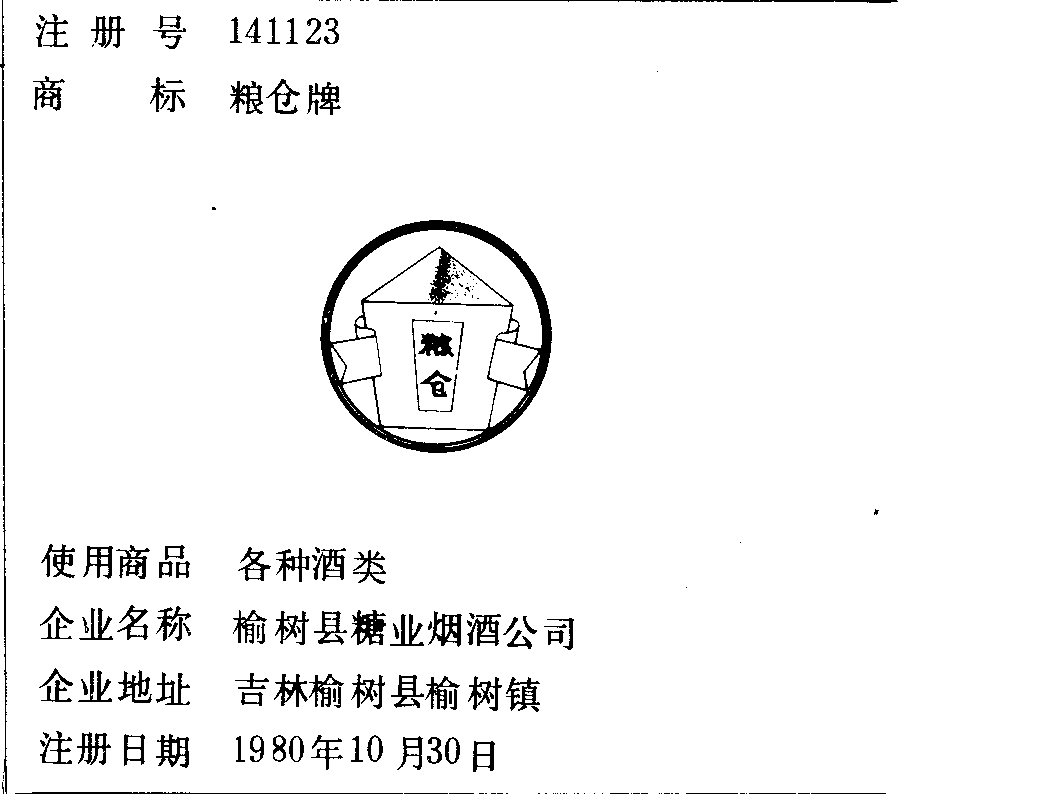 注册号 141123
商标 粮仓牌
粮
仓
使用商品 各种酒类
企业名称 榆树县糖业烟酒公司
企业地址 吉林榆树县榆树镇
注册日期 1980年10月30日